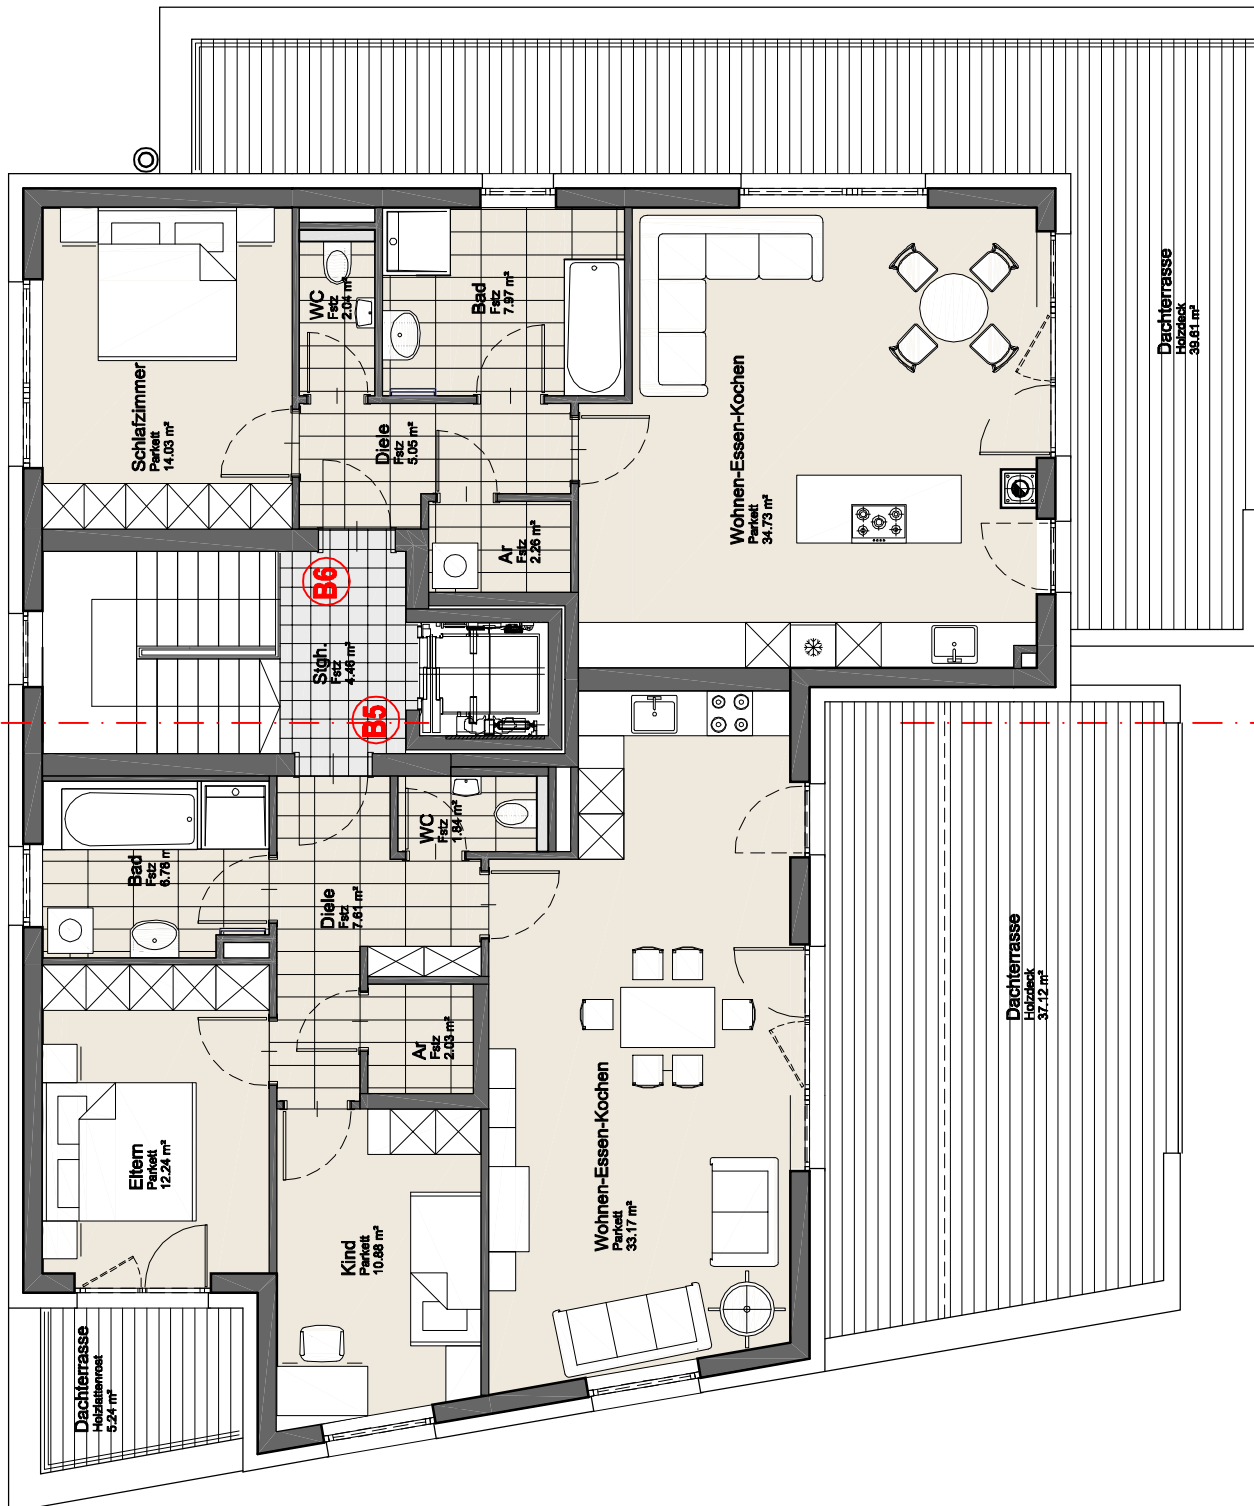 Schlafzimmer
Parkett
14.03 m²
WC
Fstz
2.04 m²
Bad
Fstz
7.97 m²
Diele
Fstz
5.05 m²
Ar
Fstz
2.26 m²
Wohnen-Essen-Kochen
Parkett
34.73 m²
Dachterrasse
Holzdeck
39.61 m²
B6
Stgh.
Fstz
4.46 m²
B5
Bad
Fstz
6.78 m
WC
Fstz
1.84 m²
Diele
Fstz
7.61 m²
Ar
Fstz
2.03 m²
Eltern
Parkett
12.24 m²
Kind
Parkett
10.88 m²
Wohnen-Essen-Kochen
Parkett
33.17 m²
Dachterrasse
Holzdeck
37.12 m²
Dachterrasse
Holzlattenrost
5.24 m²